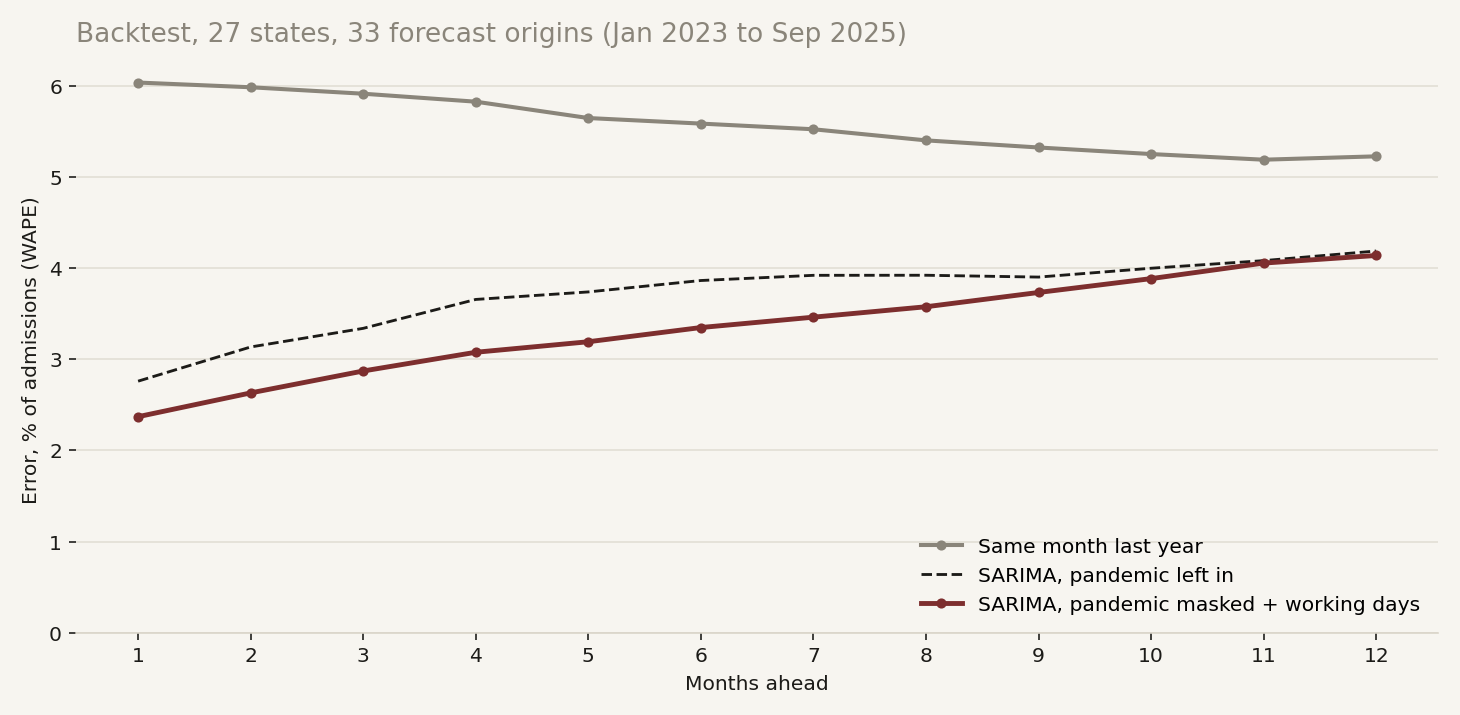 Backtest, 27 states, 33 forecast origins (Jan 2023 to Sep 2025)
Error, % of admissions (WAPE)
6
5
4
3
2
1
0
Same month last year
SARIMA, pandemic left in
SARIMA, pandemic masked + working days
1 2 3 4 5 6 7 8 9 10 11 12
Months ahead